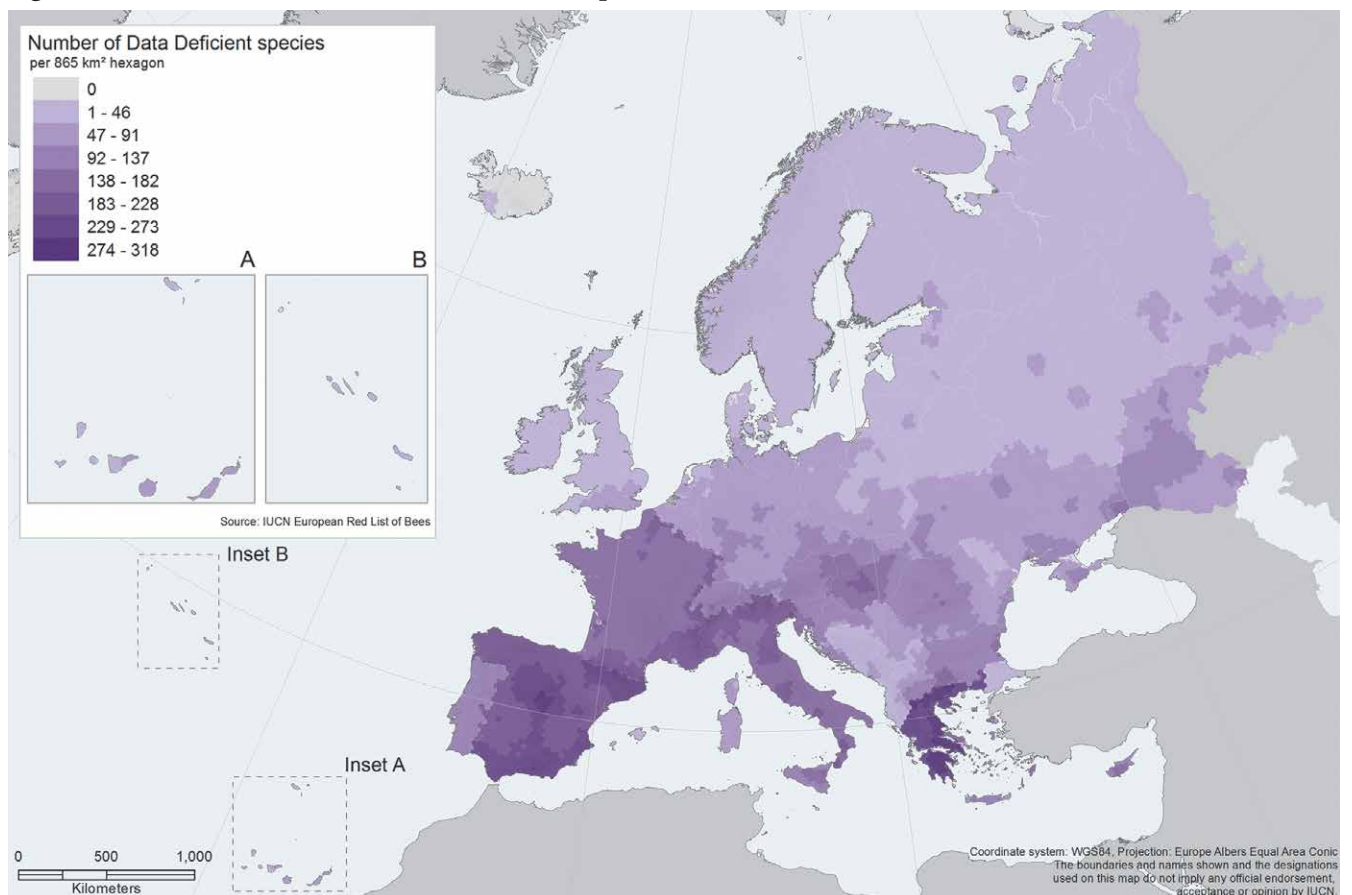 Number of Data Deficient species
per 865 km² hexagon
0
1 - 46
47 - 91
92 - 137
138 - 182
183 - 228
229 - 273
274 - 318
A
B
Source: IUCN European Red List of Bees
Inset B
Inset A
0 500 1,000
Kilometers
Coordinate system: WGS84, Projection: Europe Albers Equal Area Conic
The boundaries and names shown and the designations
used on this map do not imply any official endorsement,
acceptance or opinion by IUCN.